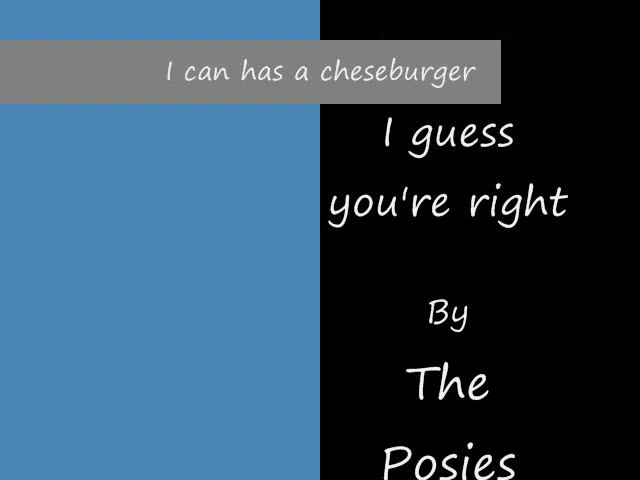 I can has a cheseburger
I guess
you're right
By
The
Posies